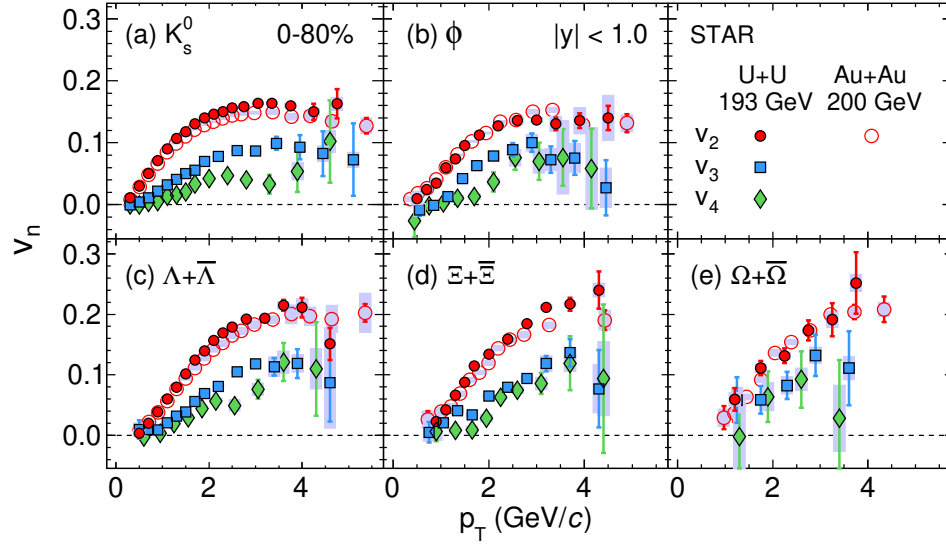 0.3
0.2
0.1
0.0
(a) K⁰ₛ 0-80%
(b) ϕ |y| < 1.0
STAR
U+U Au+Au
193 GeV 200 GeV
v₂
v₃
v₄
vₙ
0.3
0.2
0.1
0.0
(c) Λ+Λ̅
(d) Ξ+Ξ̅
(e) Ω+Ω̅
0 2 4 0 2 4 0 2 4 6
p_T (GeV/c)